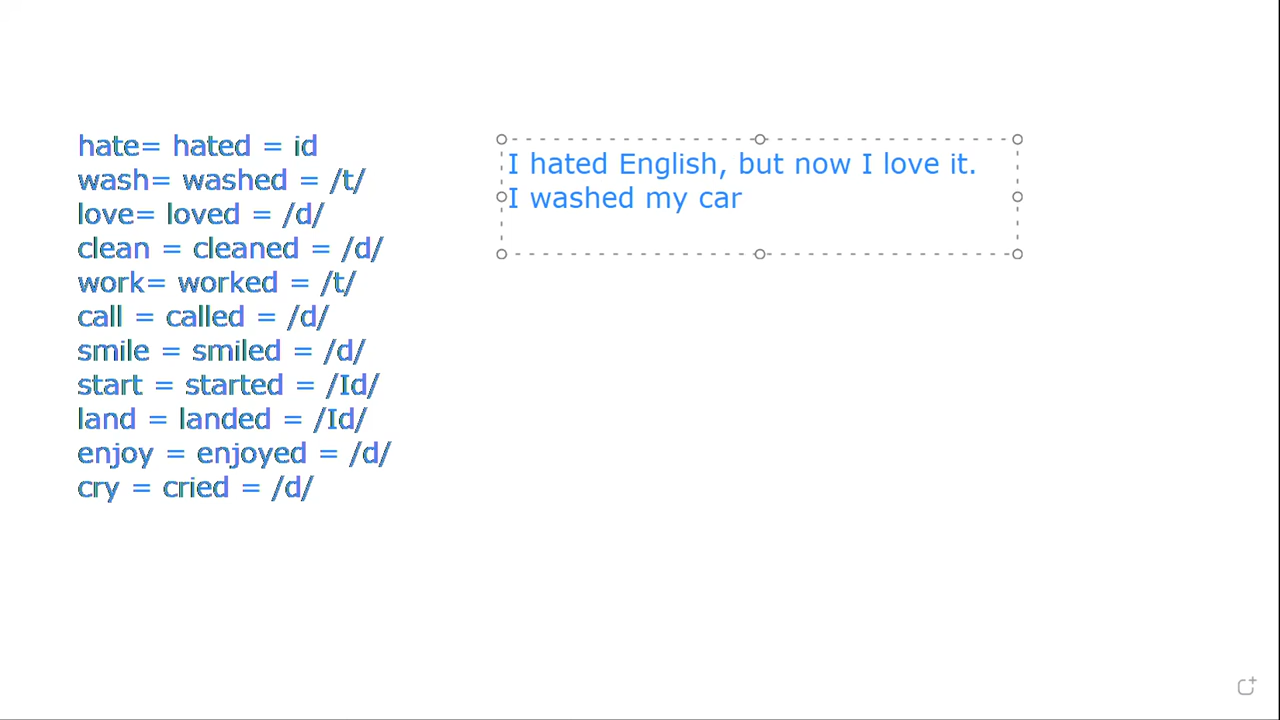 hate= hated = id
wash= washed = /t/
love= loved = /d/
clean = cleaned = /d/
work= worked = /t/
call = called = /d/
smile = smiled = /d/
start = started = /Id/
land = landed = /Id/
enjoy = enjoyed = /d/
cry = cried = /d/
I hated English, but now I love it.
I washed my car